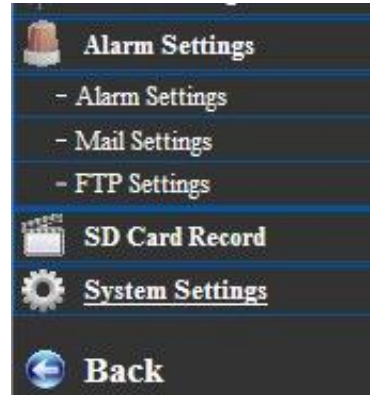 Alarm Settings
- Alarm Settings
- Mail Settings
- FTP Settings
SD Card Record
System Settings
Back